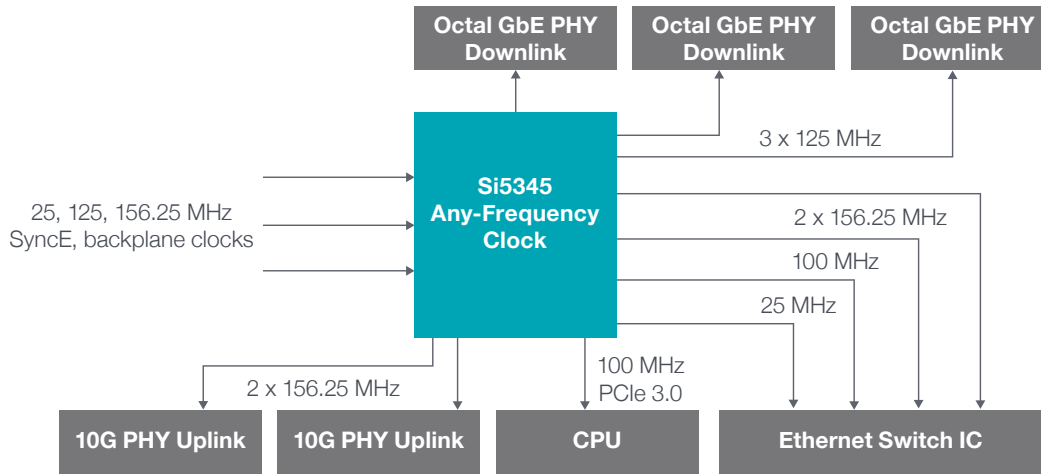 Octal GbE PHY
Downlink
Octal GbE PHY
Downlink
Octal GbE PHY
Downlink
3 x 125 MHz
Si5345
Any-Frequency
Clock
25, 125, 156.25 MHz
SyncE, backplane clocks
2 x 156.25 MHz
100 MHz
25 MHz
2 x 156.25 MHz
100 MHz
PCIe 3.0
10G PHY Uplink
10G PHY Uplink
CPU
Ethernet Switch IC